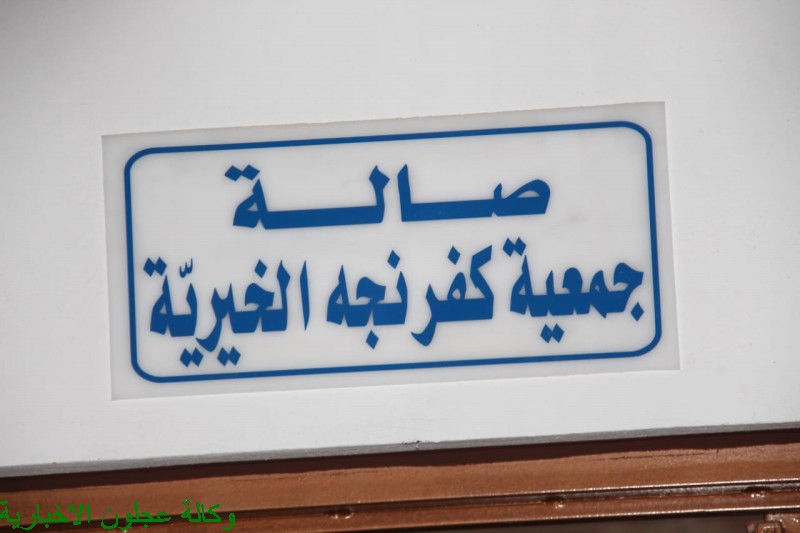 صالة
جمعية كفرنجه الخيريّة
وكالة عجلون الاخبارية